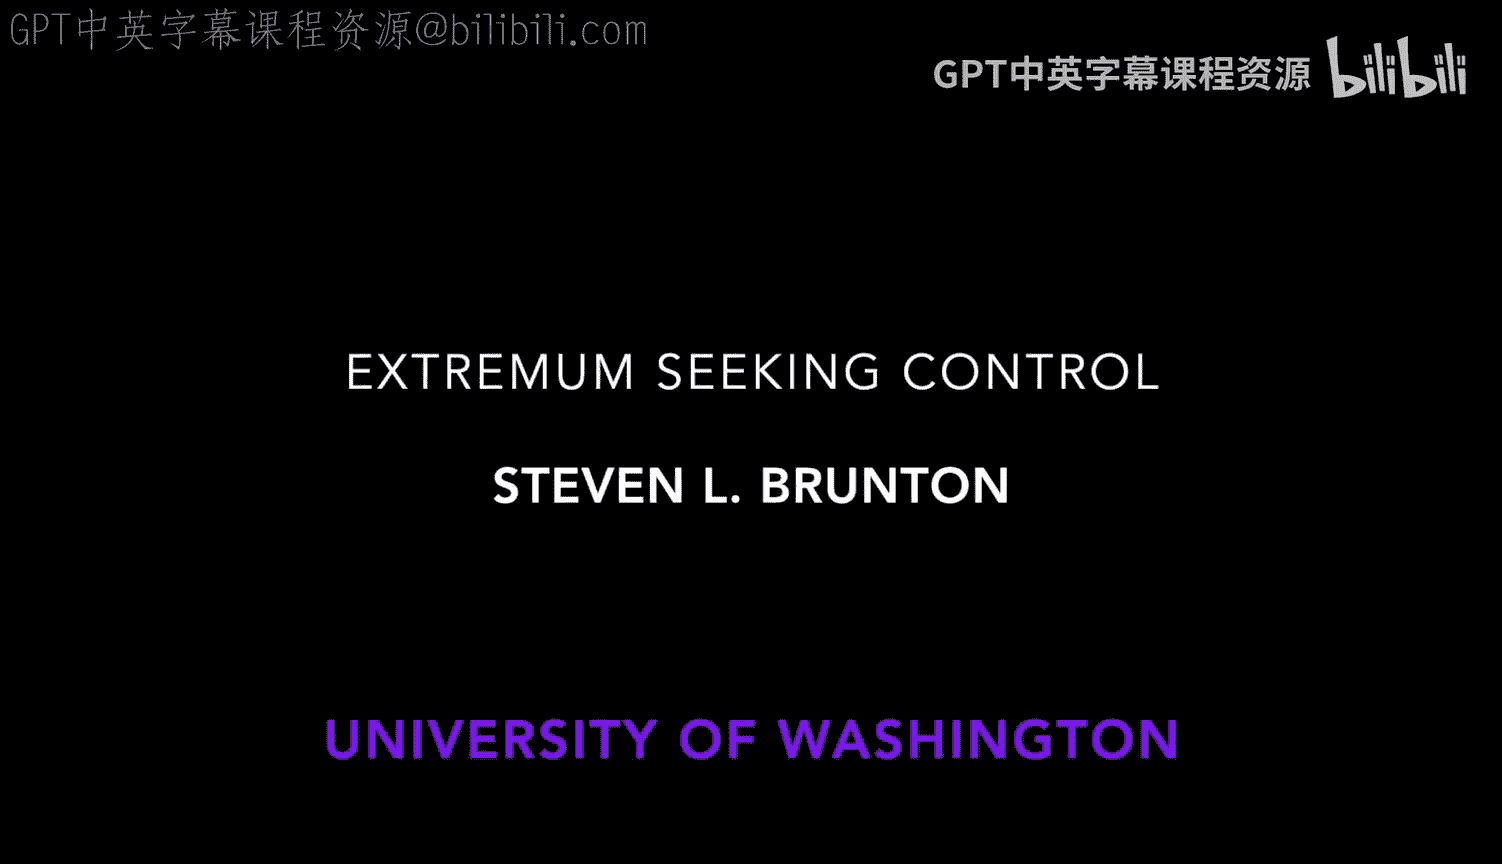 GPT中英字幕课程资源@bilibili.com
GPT中英字幕课程资源 bilibili
EXTREMUM SEEKING CONTROL
STEVEN L. BRUNTON
UNIVERSITY OF WASHINGTON